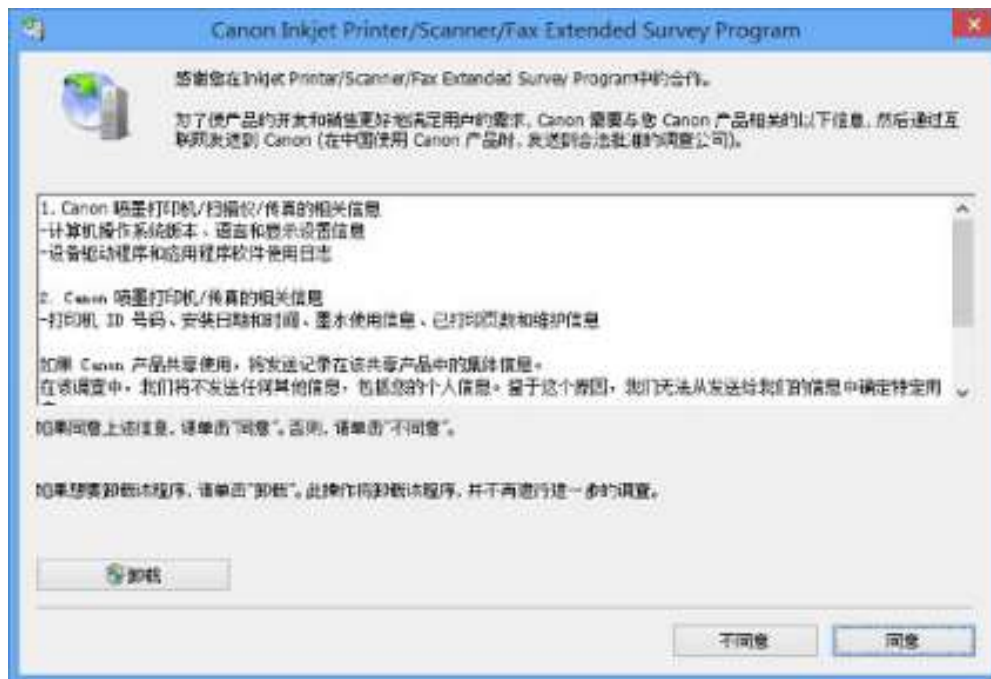 Canon Inkjet Printer/Scanner/Fax Extended Survey Program
感谢您在Inkjet Printer/Scanner/Fax Extended Survey Program中的合作。
为了使产品的开发和销售更好地满足用户的需求, Canon 需要与您 Canon 产品相关的以下信息, 然后通过互
联网发送到 Canon (在中国使用 Canon 产品时, 发送到合法批准的调查公司)。
1. Canon 喷墨打印机/扫描仪/传真的相关信息
-计算机操作系统版本、语言和显示设置信息
-设备驱动程序和应用程序软件使用日志
2. Canon 喷墨打印机/传真的相关信息
-打印机 ID 号码、安装日期和时间、墨水使用信息、已打印页数和维护信息
如果 Canon 产品共享使用，将发送记录在该共享产品中的集体信息。
在该调查中，我们将不发送任何其他信息，包括您的个人信息。鉴于这个原因，我们无法从发送给我们的信息中确定特定用
如果同意上述信息, 请单击“同意”。否则, 请单击“不同意”。
如果想要卸载该程序, 请单击“卸载”。此操作将卸载该程序, 并不再进行进一步的调查。
卸载
不同意
同意